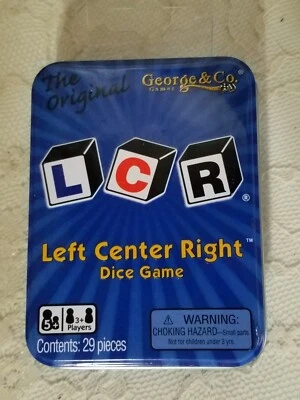 The Original
George & Co.
Games
L C R ®
Left Center Right™
Dice Game
5+
3+
Players
WARNING:
CHOKING HAZARD–Small parts.
Not for children under 3 yrs.
Contents: 29 pieces